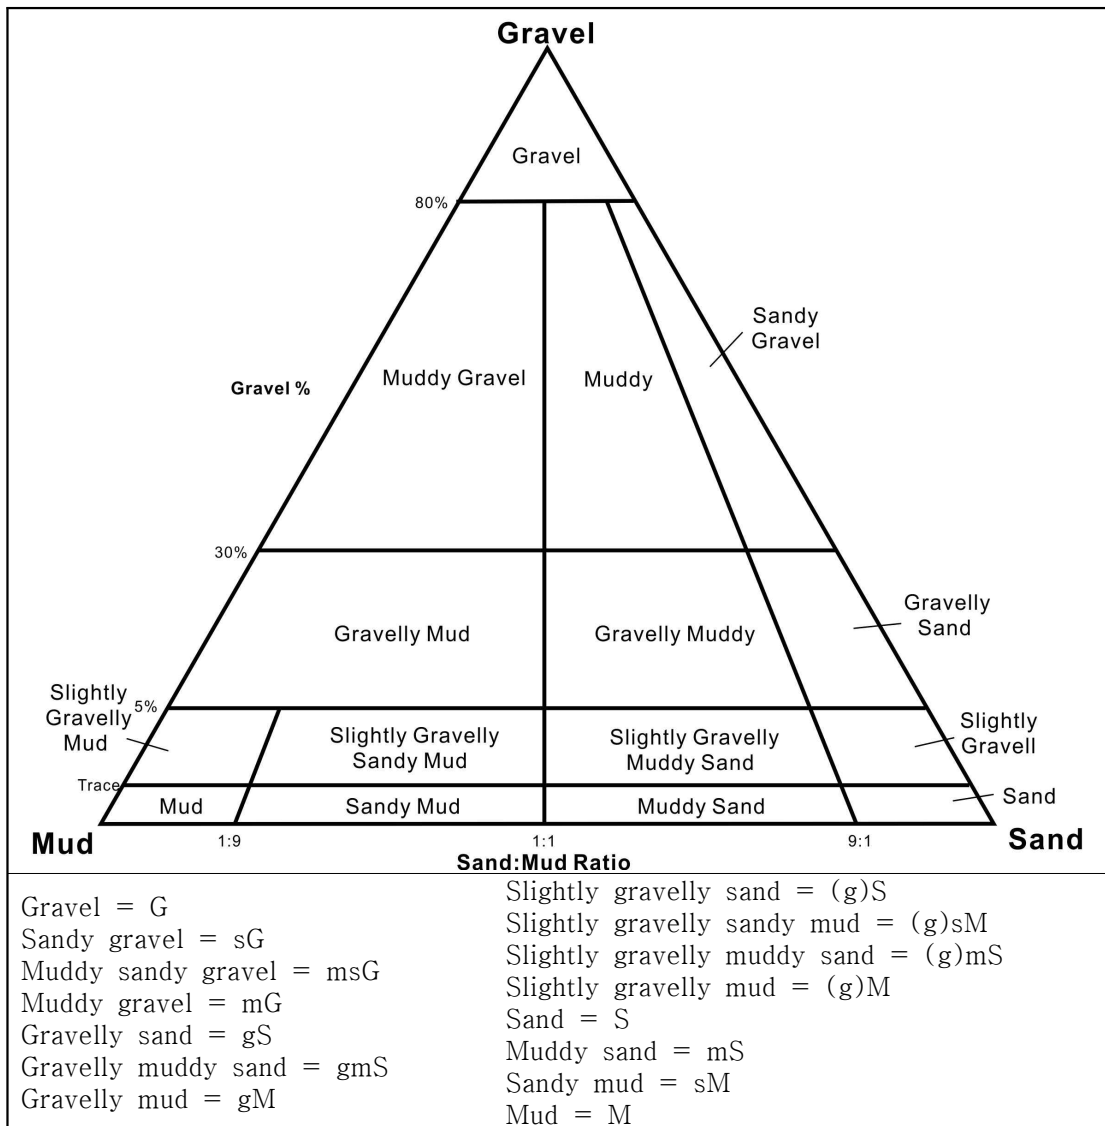 Gravel
Gravel
80%
Sandy
Gravel
Muddy Gravel
Muddy
Gravel %
30%
Gravelly
Sand
Gravelly Mud
Gravelly Muddy
Slightly
Gravelly
Mud
5%
Slightly Gravelly
Sandy Mud
Slightly Gravelly
Muddy Sand
Slightly
Gravell
Trace
Mud
Sandy Mud
Muddy Sand
Sand
Mud
1:9
1:1
9:1
Sand
Sand:Mud Ratio
Gravel = G
Sandy gravel = sG
Muddy sandy gravel = msG
Muddy gravel = mG
Gravelly sand = gS
Gravelly muddy sand = gmS
Gravelly mud = gM
Slightly gravelly sand = (g)S
Slightly gravelly sandy mud = (g)sM
Slightly gravelly muddy sand = (g)mS
Slightly gravelly mud = (g)M
Sand = S
Muddy sand = mS
Sandy mud = sM
Mud = M